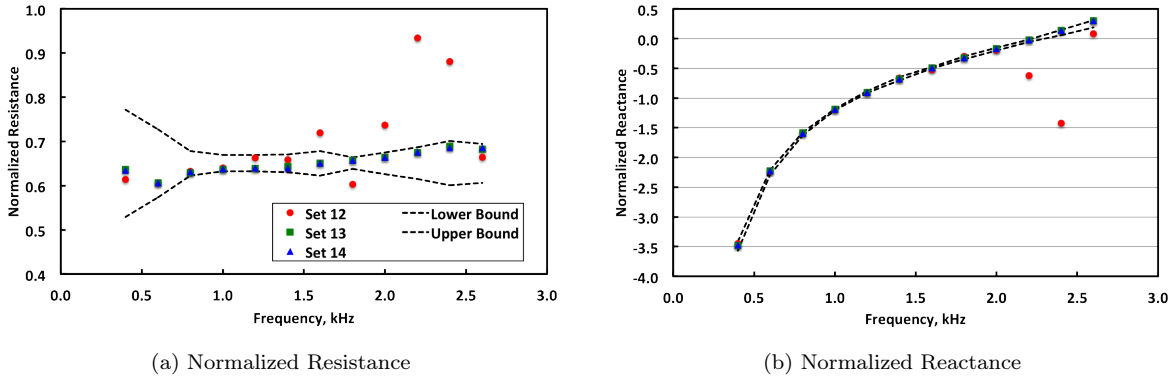 1.0
0.9
0.8
0.7
0.6
0.5
0.4
0.0 0.5 1.0 1.5 2.0 2.5 3.0
Normalized Resistance
Frequency, kHz
Set 12
Set 13
Set 14
Lower Bound
Upper Bound
(a) Normalized Resistance
0.5
0.0
-0.5
-1.0
-1.5
-2.0
-2.5
-3.0
-3.5
-4.0
0.0 0.5 1.0 1.5 2.0 2.5 3.0
Normalized Reactance
Frequency, kHz
(b) Normalized Reactance